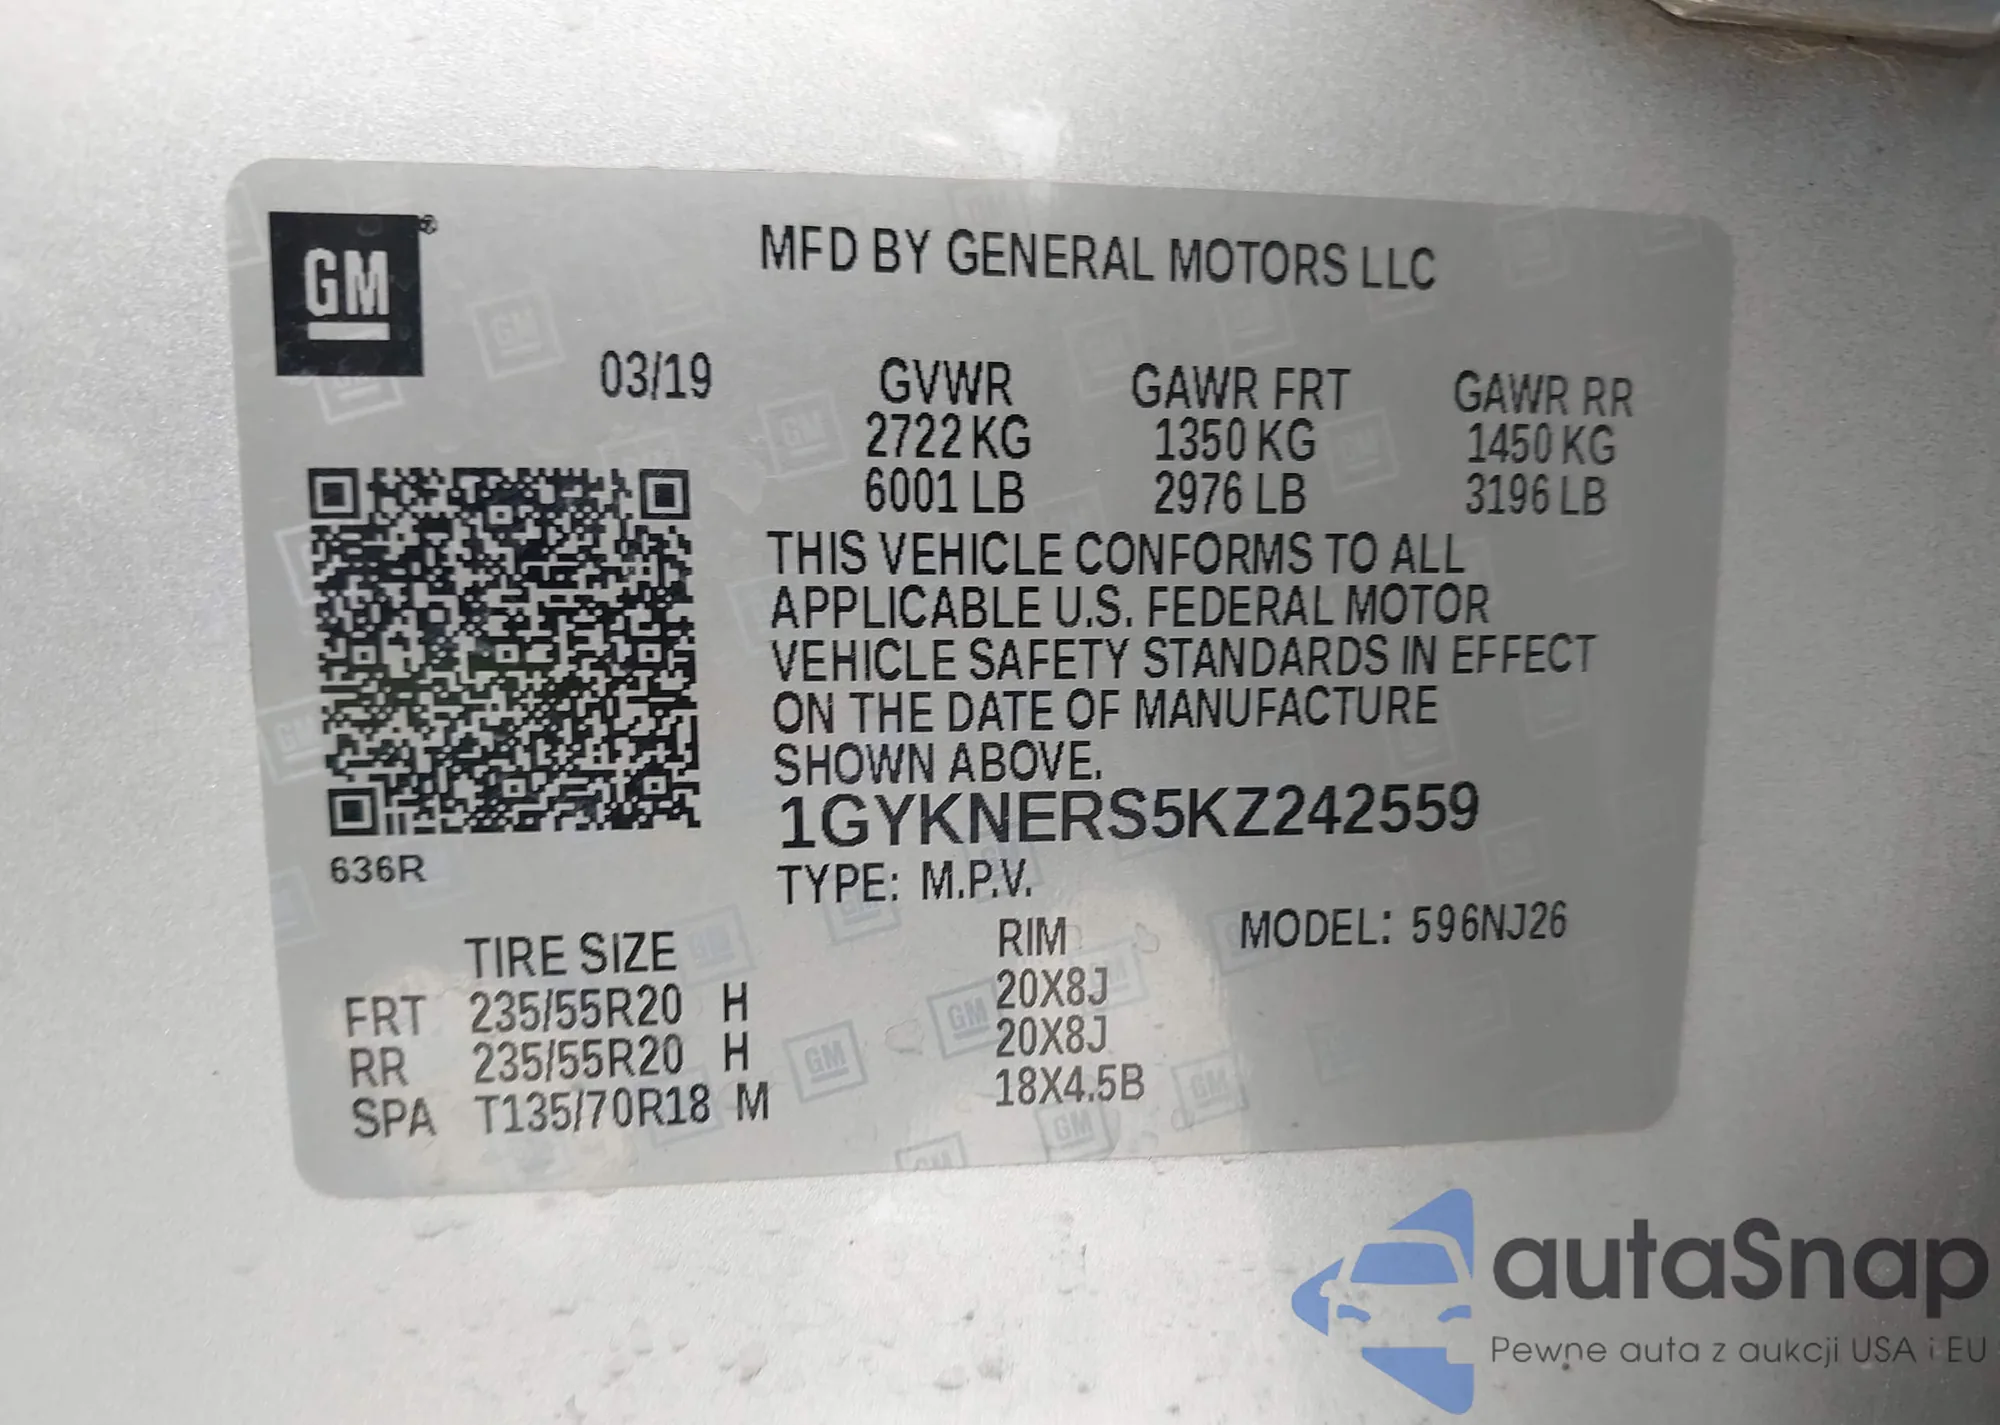 GM®
MFD BY GENERAL MOTORS LLC
03/19 GVWR GAWR FRT GAWR RR
2722 KG 1350 KG 1450 KG
6001 LB 2976 LB 3196 LB
THIS VEHICLE CONFORMS TO ALL
APPLICABLE U.S. FEDERAL MOTOR
VEHICLE SAFETY STANDARDS IN EFFECT
ON THE DATE OF MANUFACTURE
SHOWN ABOVE.
1GYKNERS5KZ242559
636R
TYPE: M.P.V.
MODEL: 596NJ26
TIRE SIZE RIM
FRT 235/55R20 H 20X8J
RR 235/55R20 H 20X8J
SPA T135/70R18 M 18X4.5B
autaSnap
Pewne auta z aukcji USA i EU